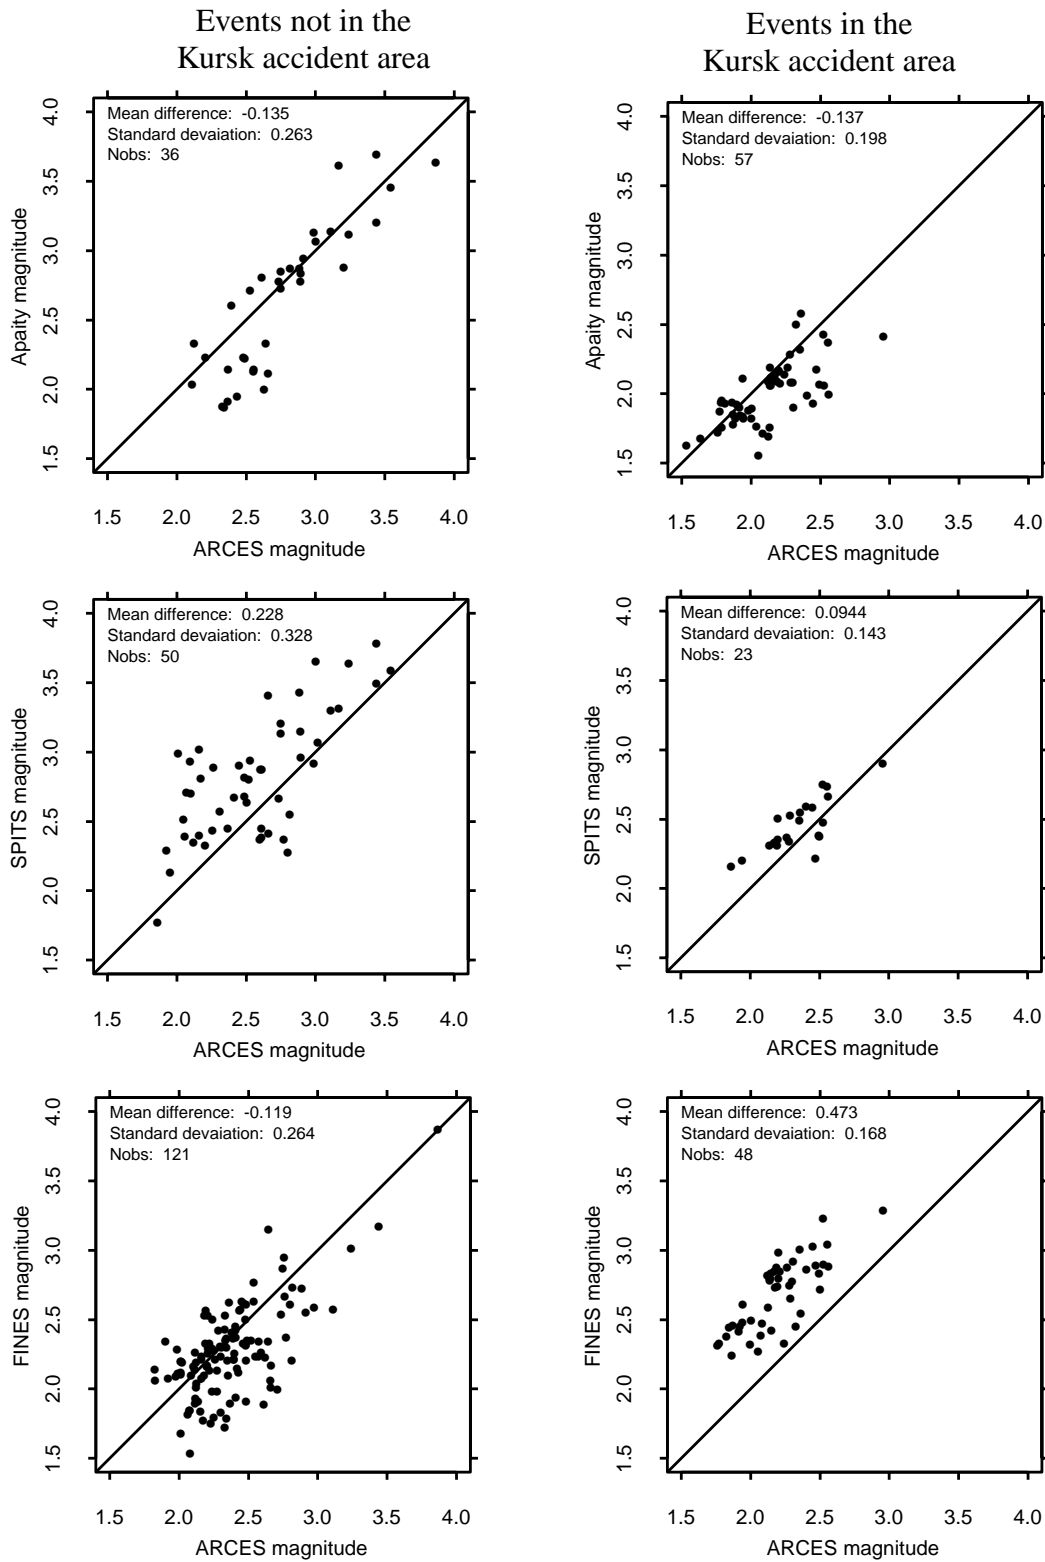 Events not in the
Kursk accident area
Events in the
Kursk accident area
Mean difference: -0.135
Standard devaiation: 0.263
Nobs: 36
Apaity magnitude
1.5 2.0 2.5 3.0 3.5 4.0
1.5 2.0 2.5 3.0 3.5 4.0
ARCES magnitude
Mean difference: -0.137
Standard devaiation: 0.198
Nobs: 57
Apaity magnitude
1.5 2.0 2.5 3.0 3.5 4.0
1.5 2.0 2.5 3.0 3.5 4.0
ARCES magnitude
Mean difference: 0.228
Standard devaiation: 0.328
Nobs: 50
SPITS magnitude
1.5 2.0 2.5 3.0 3.5 4.0
1.5 2.0 2.5 3.0 3.5 4.0
ARCES magnitude
Mean difference: 0.0944
Standard devaiation: 0.143
Nobs: 23
SPITS magnitude
1.5 2.0 2.5 3.0 3.5 4.0
1.5 2.0 2.5 3.0 3.5 4.0
ARCES magnitude
Mean difference: -0.119
Standard devaiation: 0.264
Nobs: 121
FINES magnitude
1.5 2.0 2.5 3.0 3.5 4.0
1.5 2.0 2.5 3.0 3.5 4.0
ARCES magnitude
Mean difference: 0.473
Standard devaiation: 0.168
Nobs: 48
FINES magnitude
1.5 2.0 2.5 3.0 3.5 4.0
1.5 2.0 2.5 3.0 3.5 4.0
ARCES magnitude